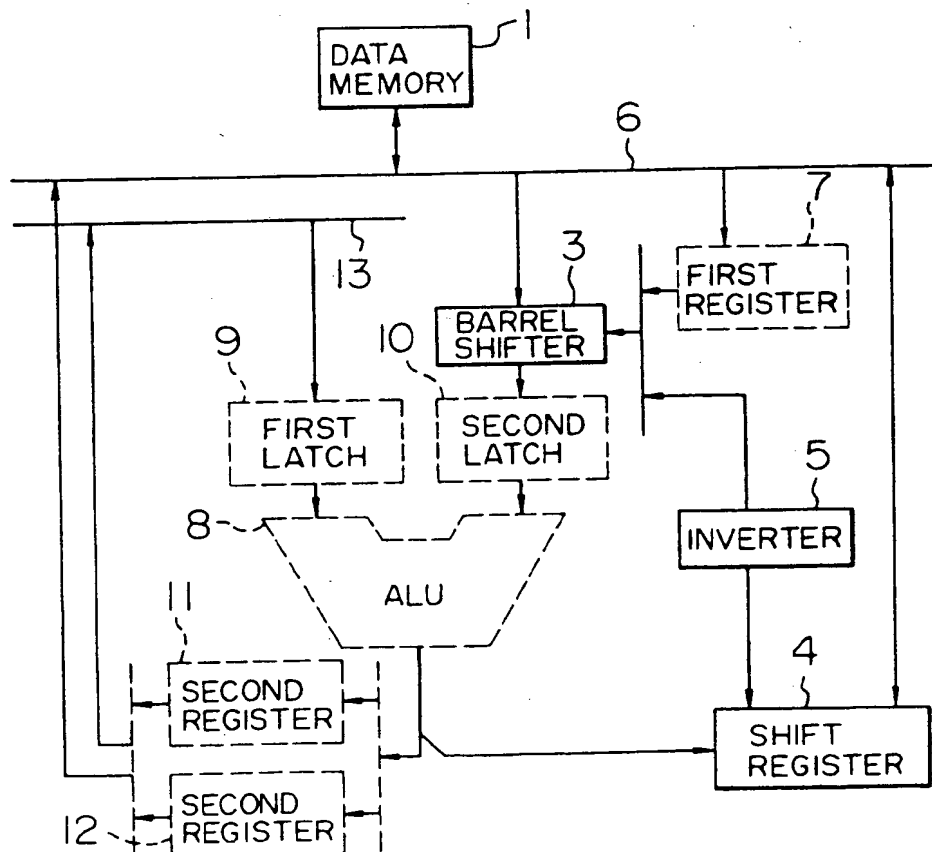 1
DATA
MEMORY
6
7
13
3
FIRST
REGISTER
BARREL
SHIFTER
9
10
FIRST
LATCH
SECOND
LATCH
5
8
INVERTER
ALU
11
4
SECOND
REGISTER
SHIFT
REGISTER
12
SECOND
REGISTER